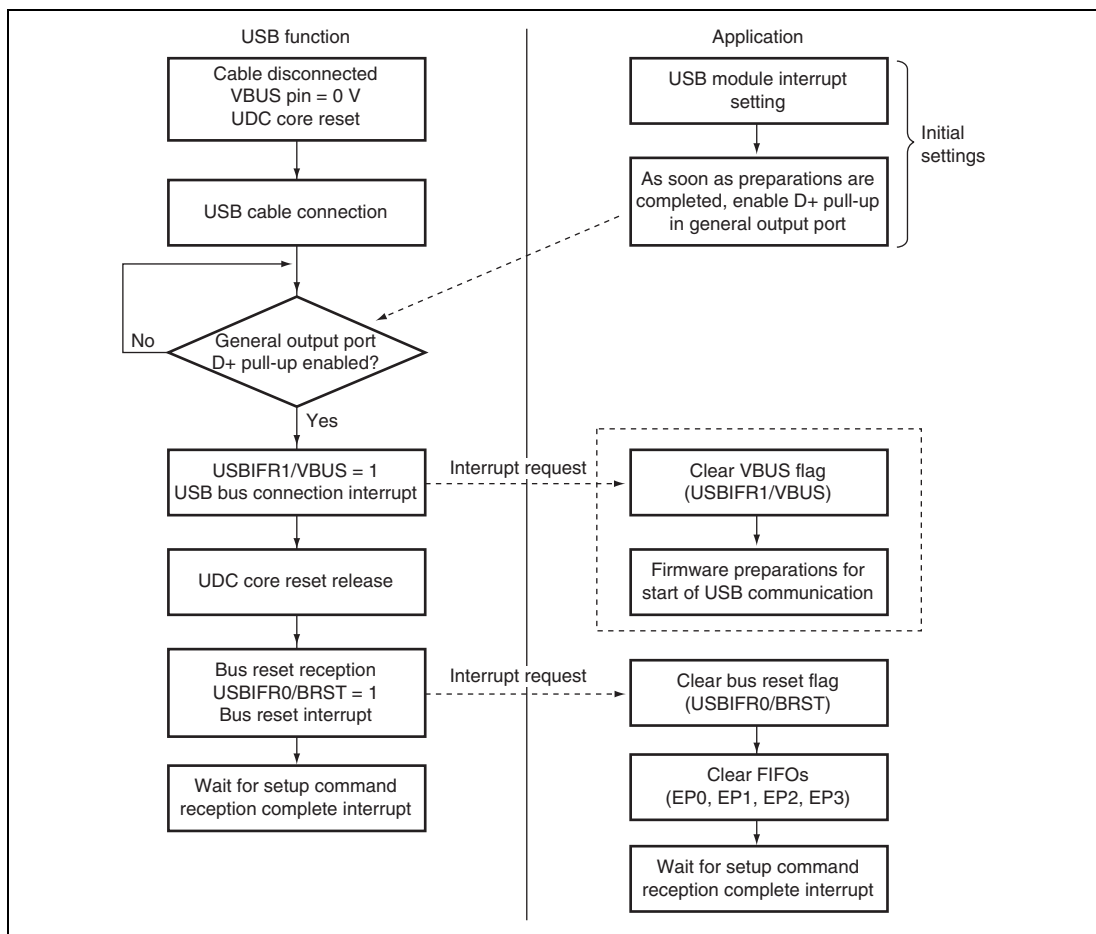 USB function
Application
Cable disconnected
VBUS pin = 0 V
UDC core reset
USB module interrupt
setting
Initial
settings
USB cable connection
As soon as preparations are
completed, enable D+ pull-up
in general output port
General output port
D+ pull-up enabled?
No
Yes
USBIFR1/VBUS = 1
USB bus connection interrupt
Interrupt request
Clear VBUS flag
(USBIFR1/VBUS)
UDC core reset release
Firmware preparations for
start of USB communication
Bus reset reception
USBIFR0/BRST = 1
Bus reset interrupt
Interrupt request
Clear bus reset flag
(USBIFR0/BRST)
Wait for setup command
reception complete interrupt
Clear FIFOs
(EP0, EP1, EP2, EP3)
Wait for setup command
reception complete interrupt